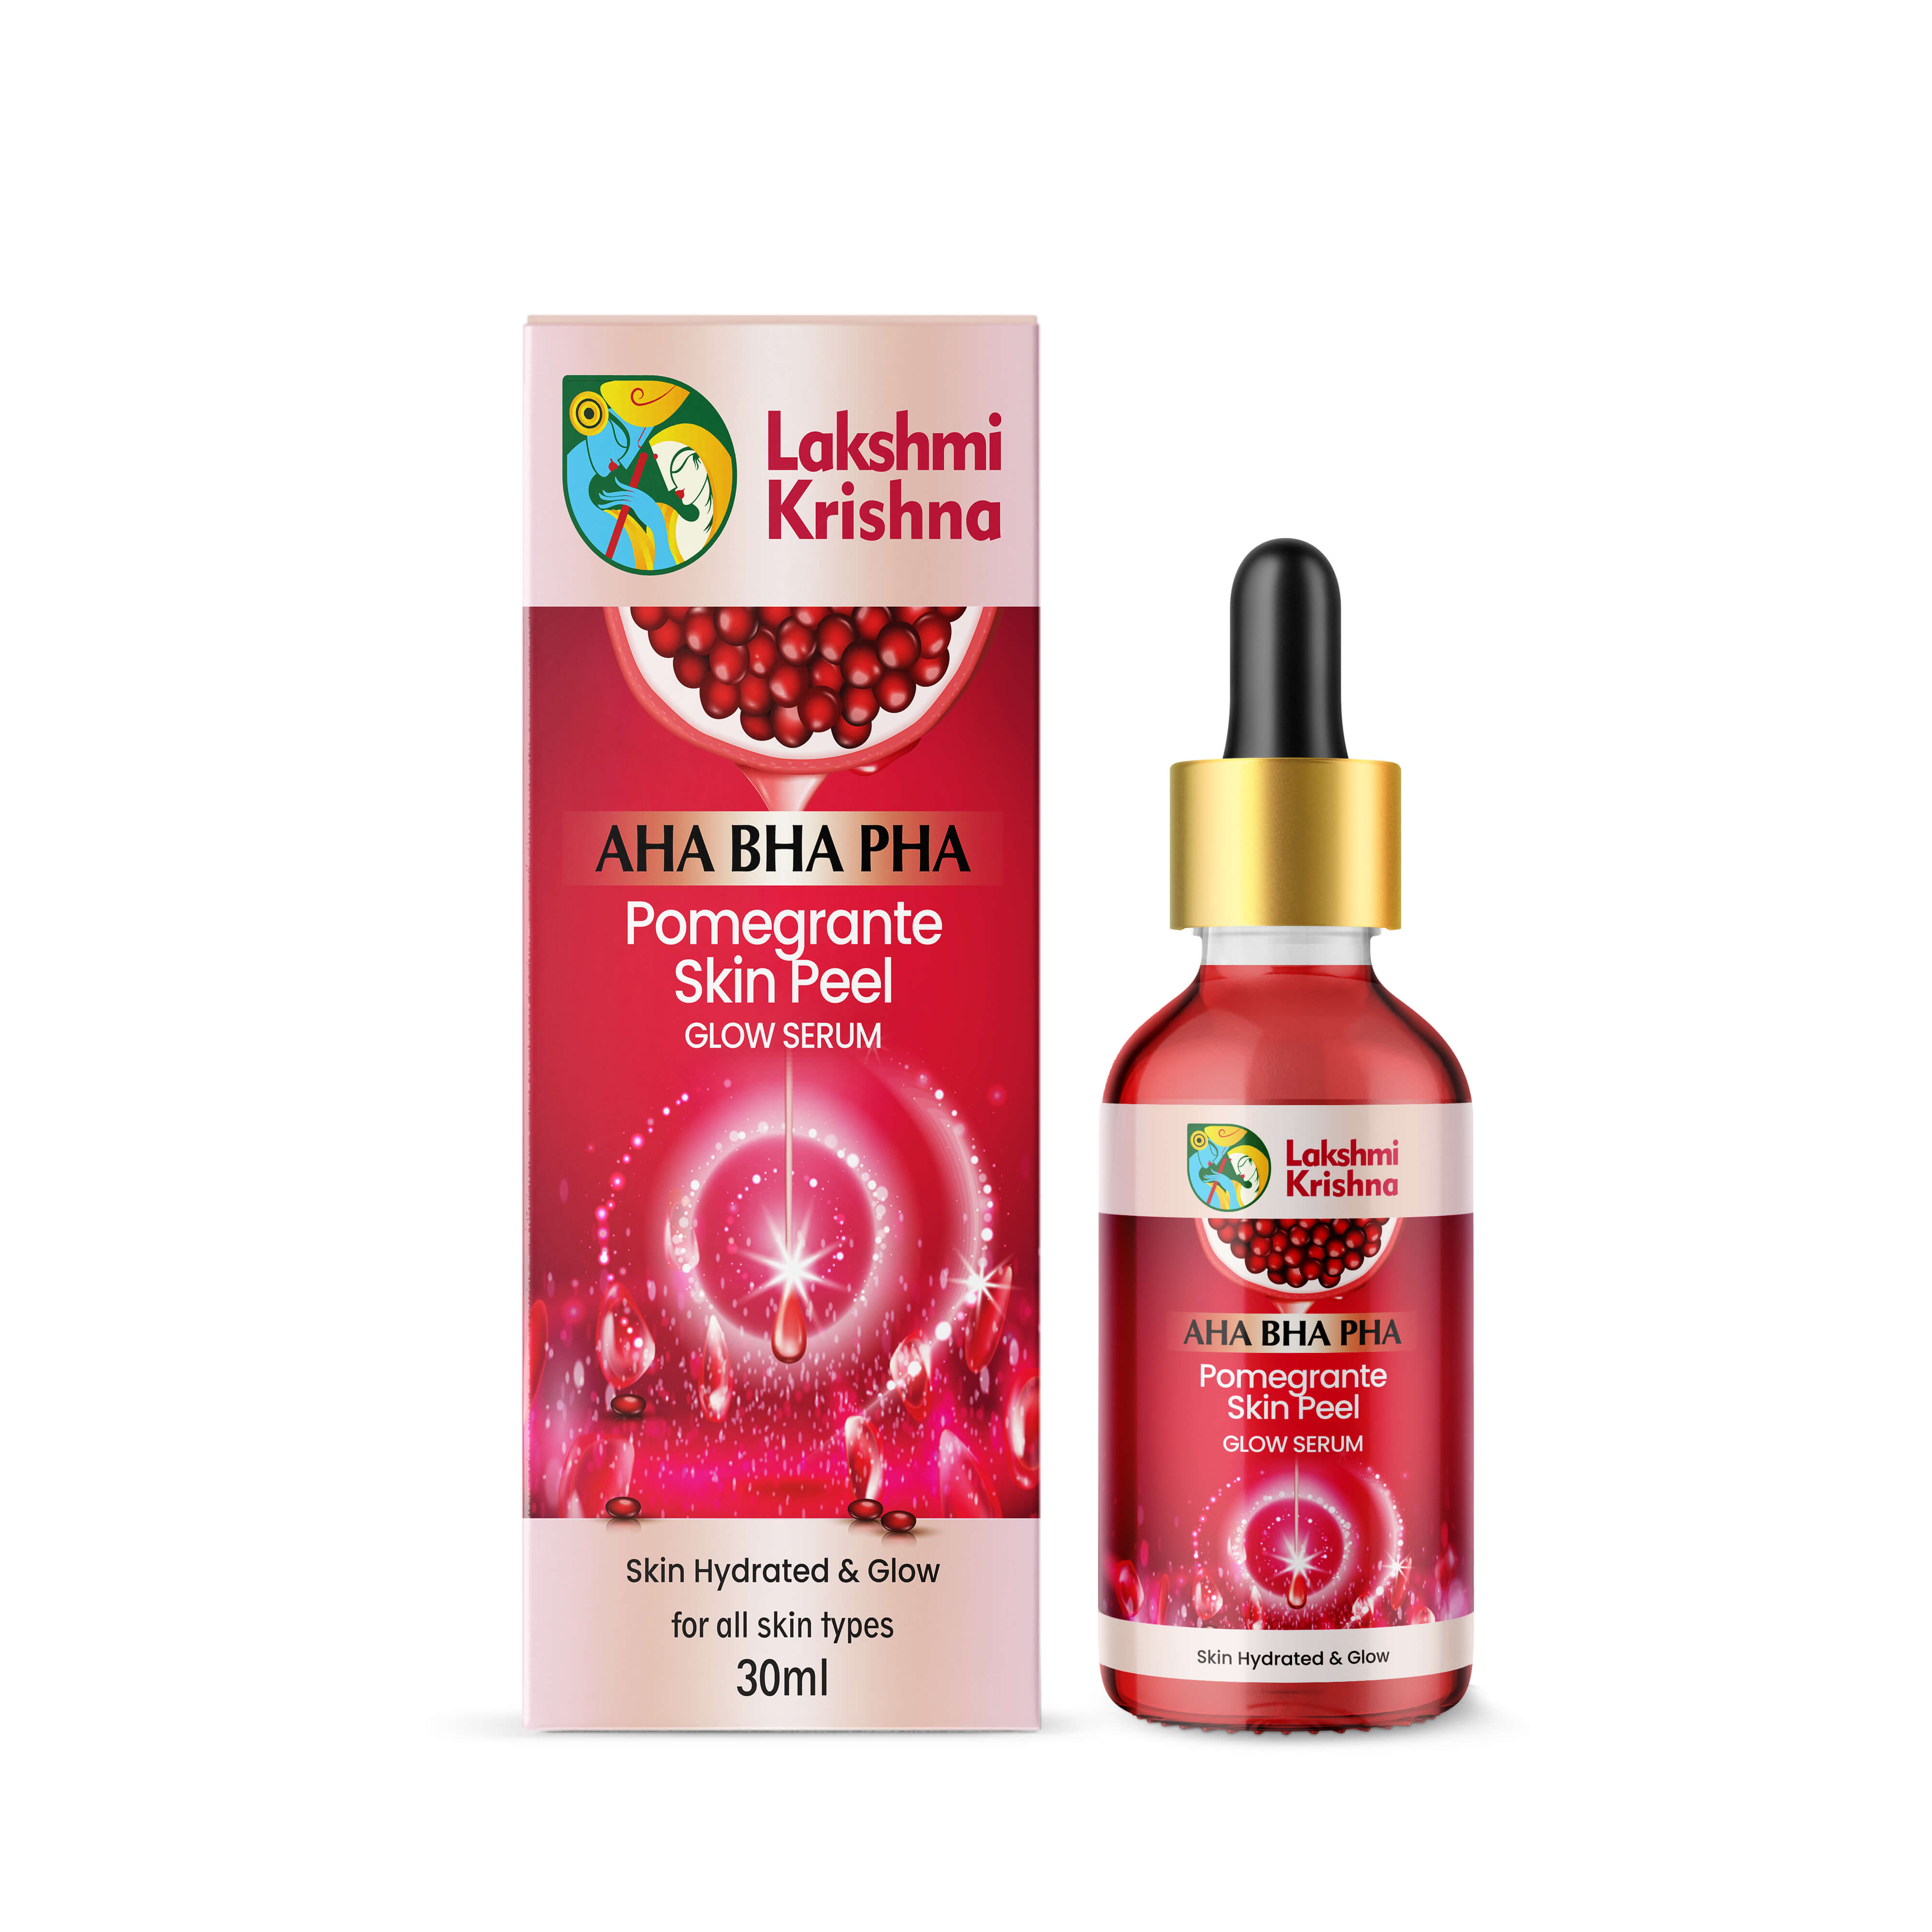 Lakshmi
Krishna
AHA BHA PHA
Pomegrante
Skin Peel
GLOW SERUM
Skin Hydrated & Glow
for all skin types
30ml
Lakshmi
Krishna
AHA BHA PHA
Pomegrante
Skin Peel
GLOW SERUM
Skin Hydrated & Glow